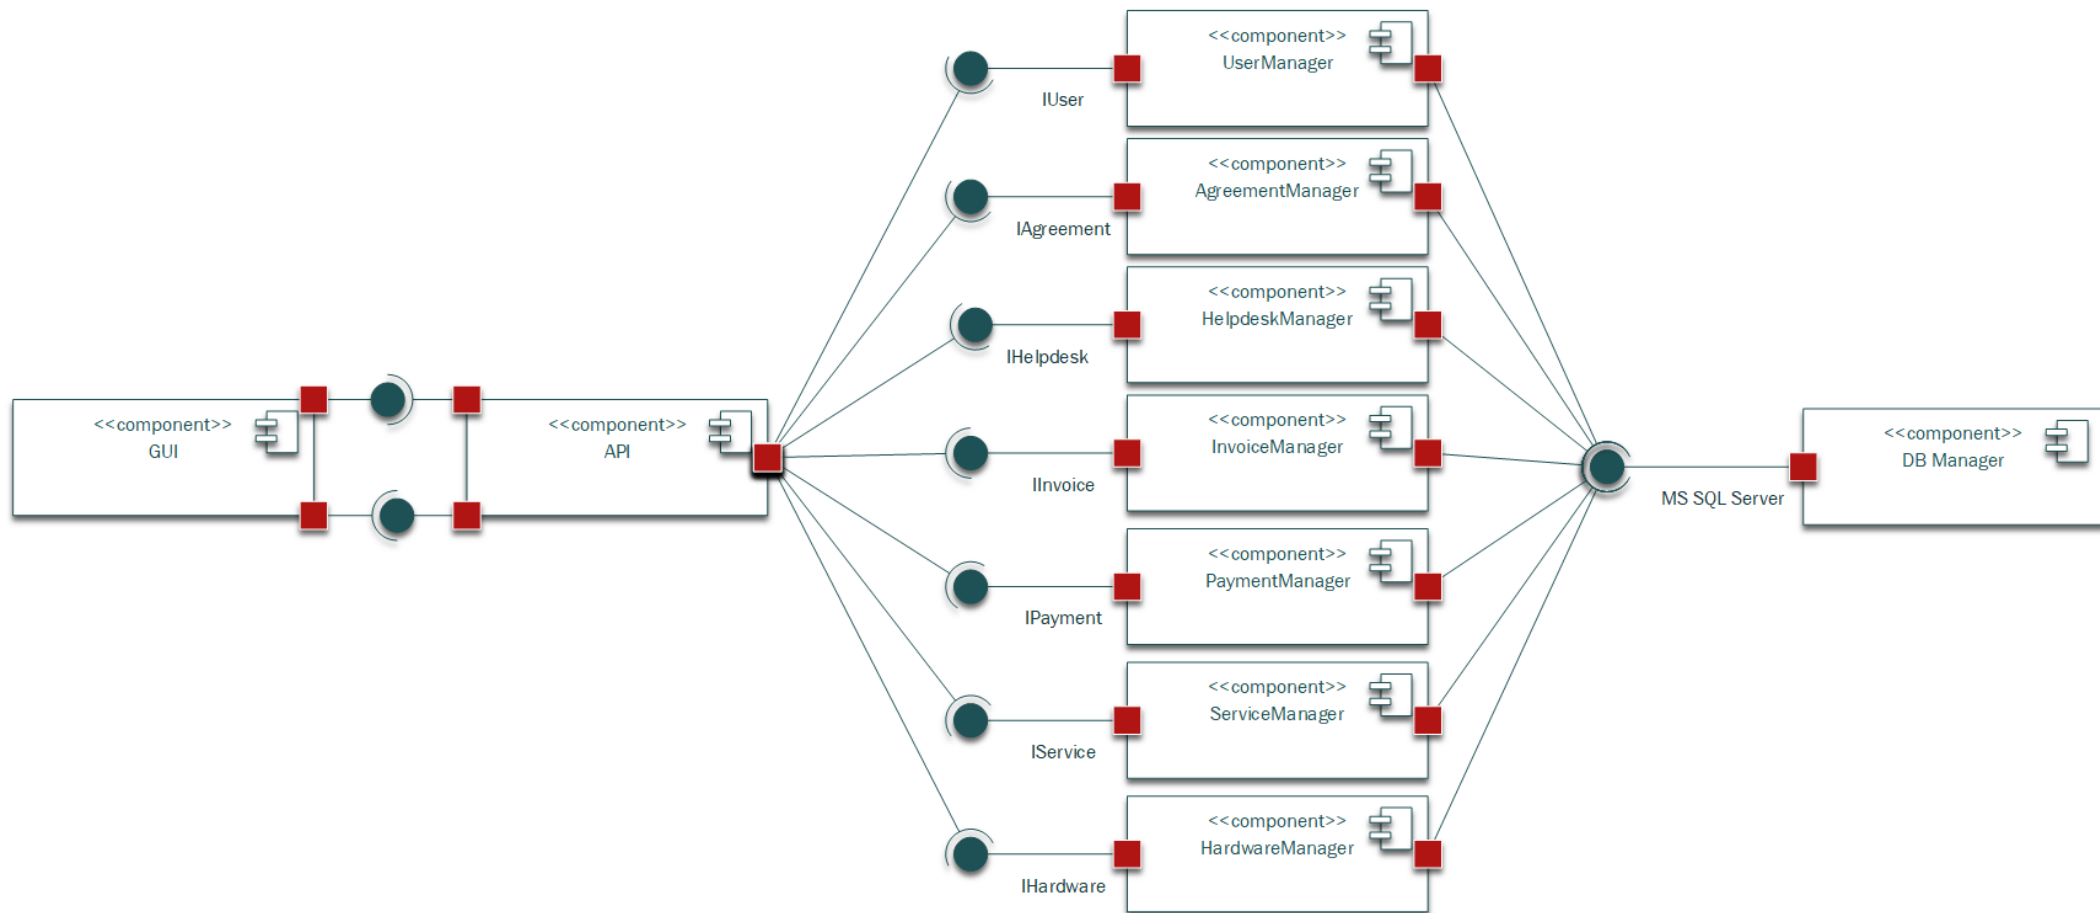 <<component>>
GUI
<<component>>
API
IUser
<<component>>
UserManager
IAgreement
<<component>>
AgreementManager
IHelpdesk
<<component>>
HelpdeskManager
IInvoice
<<component>>
InvoiceManager
IPayment
<<component>>
PaymentManager
IService
<<component>>
ServiceManager
IHardware
<<component>>
HardwareManager
MS SQL Server
<<component>>
DB Manager